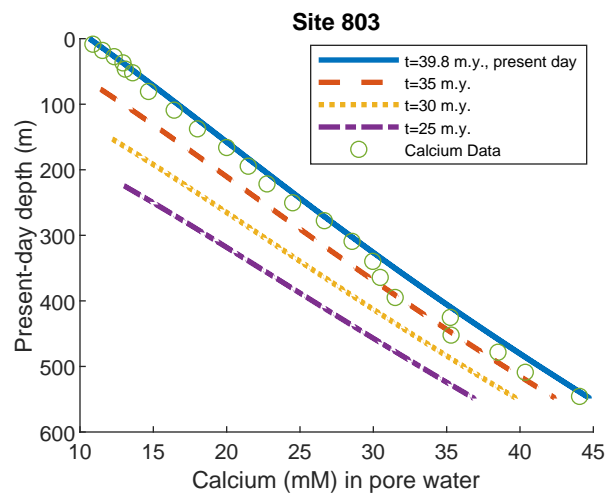 Site 803
t=39.8 m.y., present day
t=35 m.y.
t=30 m.y.
t=25 m.y.
Calcium Data
Present-day depth (m)
0
100
200
300
400
500
600
10 15 20 25 30 35 40 45
Calcium (mM) in pore water